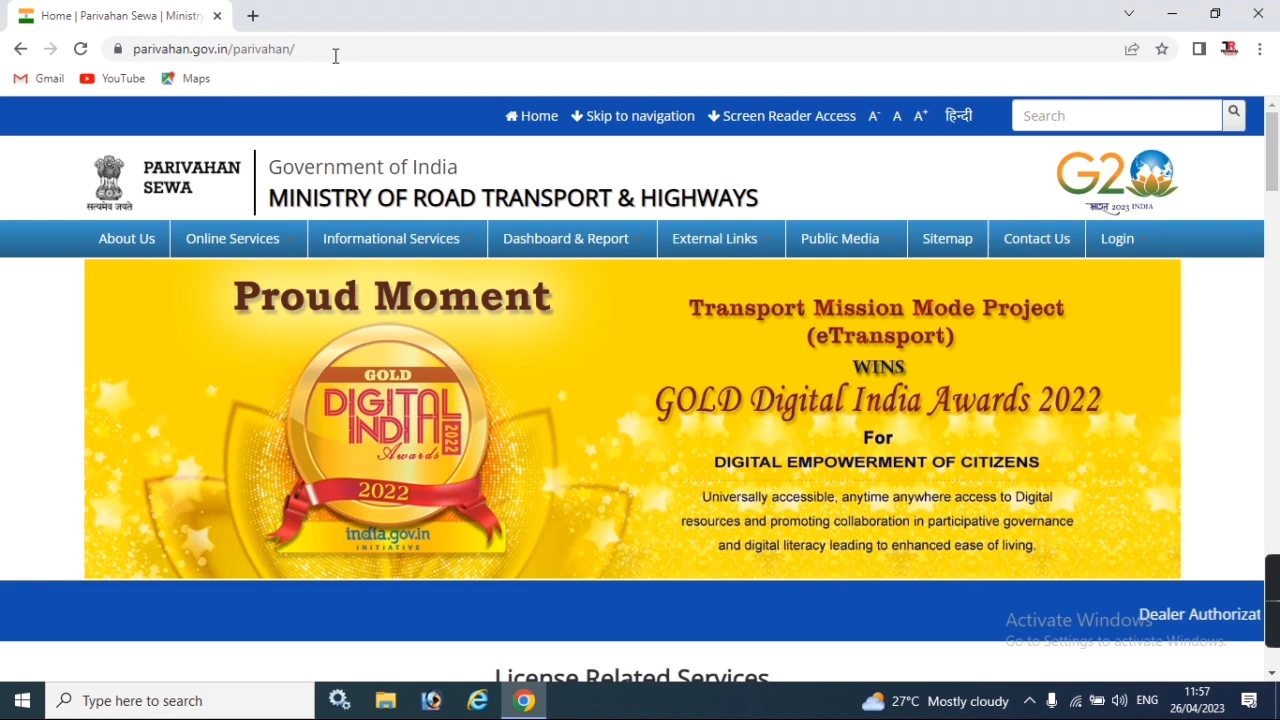 Home | Parivahan Sewa | Ministry
parivahan.gov.in/parivahan/
Gmail YouTube Maps
Home Skip to navigation Screen Reader Access A- A A+ हिन्दी Search
PARIVAHAN
SEWA
सत्यमेव जयते
Government of India
MINISTRY OF ROAD TRANSPORT & HIGHWAYS
G20
भारत 2023 INDIA
About Us Online Services Informational Services Dashboard & Report External Links Public Media Sitemap Contact Us Login
Proud Moment
GOLD
DIGITAL
INDIA
2022
Awards
2022
india.gov.in
INITIATIVE
Transport Mission Mode Project
(eTransport)
WINS
GOLD Digital India Awards 2022
For
DIGITAL EMPOWERMENT OF CITIZENS
Universally accessible, anytime anywhere access to Digital
resources and promoting collaboration in participative governance
and digital literacy leading to enhanced ease of living.
Dealer Authorizat
Activate Windows
Go to Settings to activate Windows.
License Related Services
Type here to search
27°C Mostly cloudy
ENG
11:57
26/04/2023